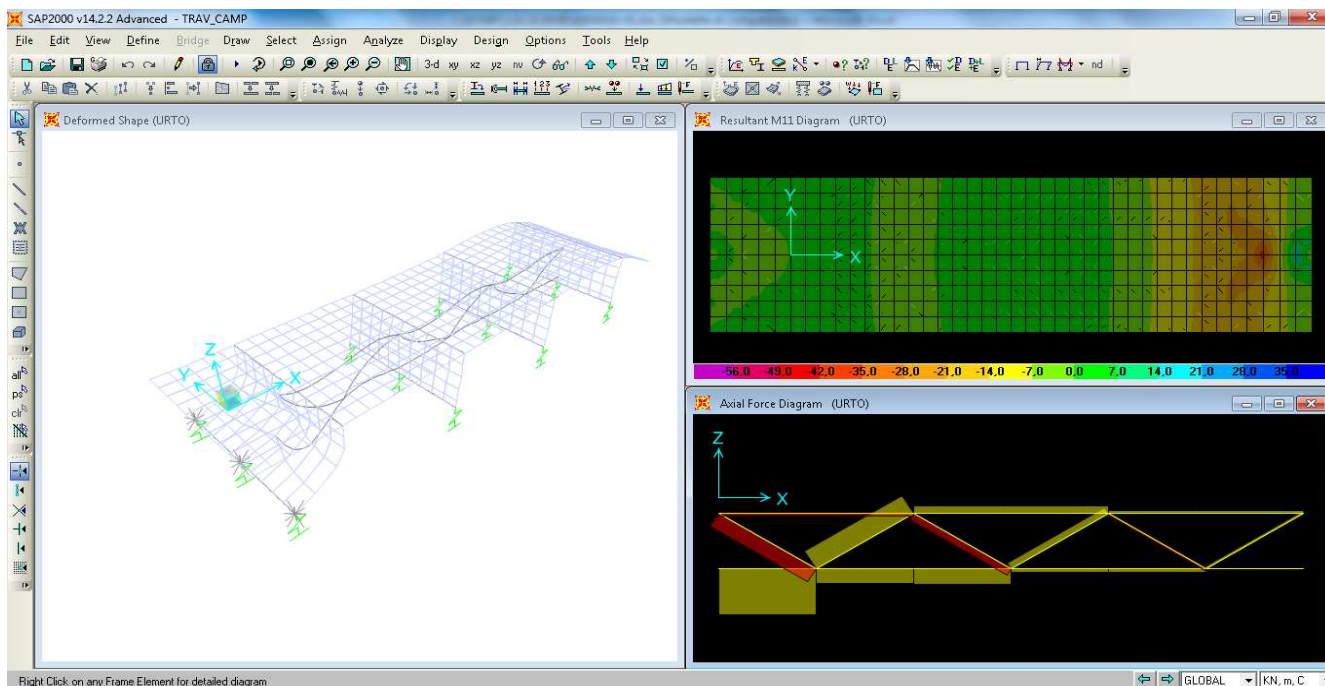 SAP2000 v14.2.2 Advanced - TRAV_CAMP
File Edit View Define Bridge Draw Select Assign Analyze Display Design Options Tools Help
3-d xy xz yz nv
nd
Deformed Shape (URTO)
Z
Y
X
all
ps
clr
Resultant M11 Diagram (URTO)
Y
X
-56,0 -49,0 -42,0 -35,0 -28,0 -21,0 -14,0 -7,0 0,0 7,0 14,0 21,0 28,0 35,0
Axial Force Diagram (URTO)
Z
X
Right Click on any Frame Element for detailed diagram
GLOBAL
KN, m, C